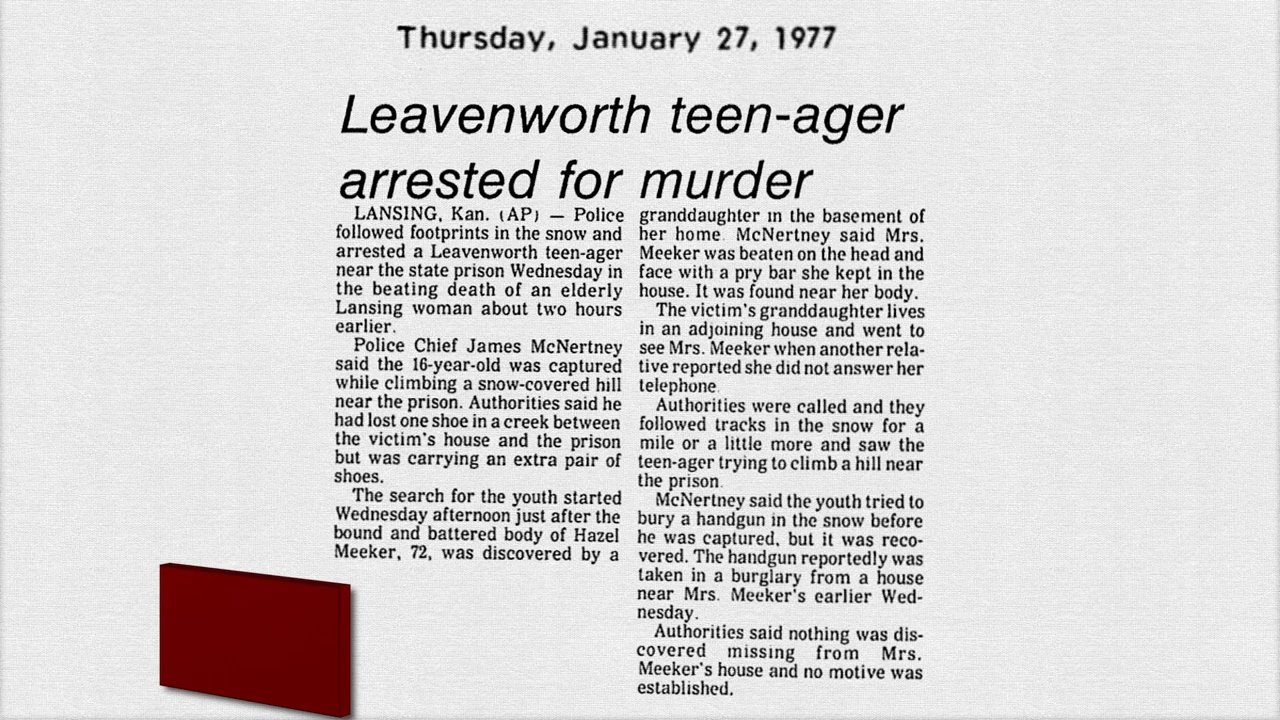 Thursday, January 27, 1977
Leavenworth teen-ager
arrested for murder
LANSING, Kan. (AP) — Police
followed footprints in the snow and
arrested a Leavenworth teen-ager
near the state prison Wednesday in
the beating death of an elderly
Lansing woman about two hours
earlier.
Police Chief James McNertney
said the 16-year-old was captured
while climbing a snow-covered hill
near the prison. Authorities said he
had lost one shoe in a creek between
the victim's house and the prison
but was carrying an extra pair of
shoes.
The search for the youth started
Wednesday afternoon just after the
bound and battered body of Hazel
Meeker, 72, was discovered by a
granddaughter in the basement of
her home. McNertney said Mrs.
Meeker was beaten on the head and
face with a pry bar she kept in the
house. It was found near her body.
The victim's granddaughter lives
in an adjoining house and went to
see Mrs. Meeker when another rela-
tive reported she did not answer her
telephone.
Authorities were called and they
followed tracks in the snow for a
mile or a little more and saw the
teen-ager trying to climb a hill near
the prison.
McNertney said the youth tried to
bury a handgun in the snow before
he was captured, but it was reco-
vered. The handgun reportedly was
taken in a burglary from a house
near Mrs. Meeker's earlier Wed-
nesday.
Authorities said nothing was dis-
covered missing from Mrs.
Meeker's house and no motive was
established.